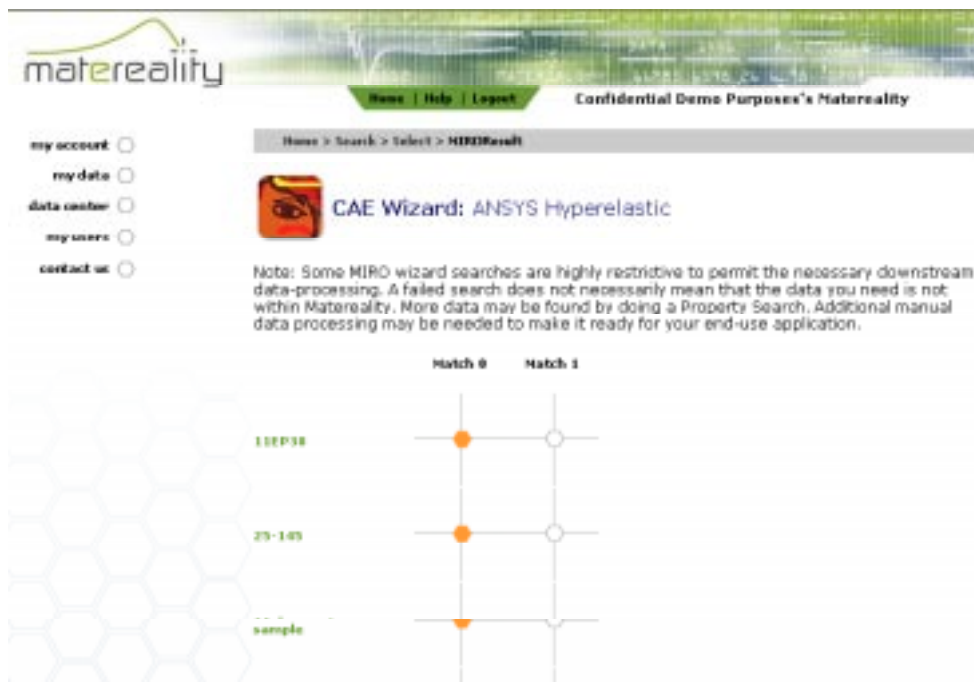 matereality
Home | Help | Logout
Confidential Demo Purposes's Matereality
my account
my data
data center
my users
contact us
Home > Search > Select > MIROResult
CAE Wizard: ANSYS Hyperelastic
Note: Some MIRO wizard searches are highly restrictive to permit the necessary downstream
data-processing. A failed search does not necessarily mean that the data you need is not
within Matereality. More data may be found by doing a Property Search. Additional manual
data processing may be needed to make it ready for your end-use application.
Match 0 Match 1
11EP38
25-145
sample